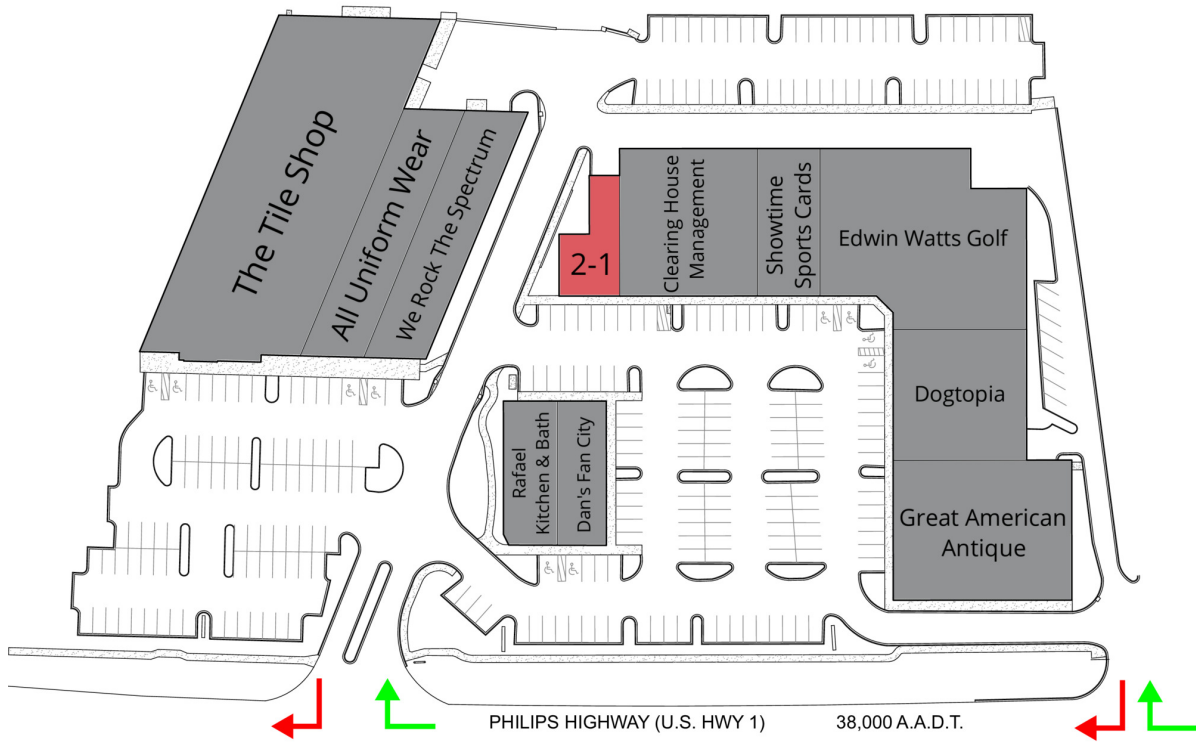 The Tile Shop
All Uniform Wear
We Rock The Spectrum
2-1
Clearing House
Management
Showtime
Sports Cards
Edwin Watts Golf
Dogtopia
Great American
Antique
Rafael
Kitchen & Bath
Dan's Fan City
PHILIPS HIGHWAY (U.S. HWY 1)
38,000 A.A.D.T.